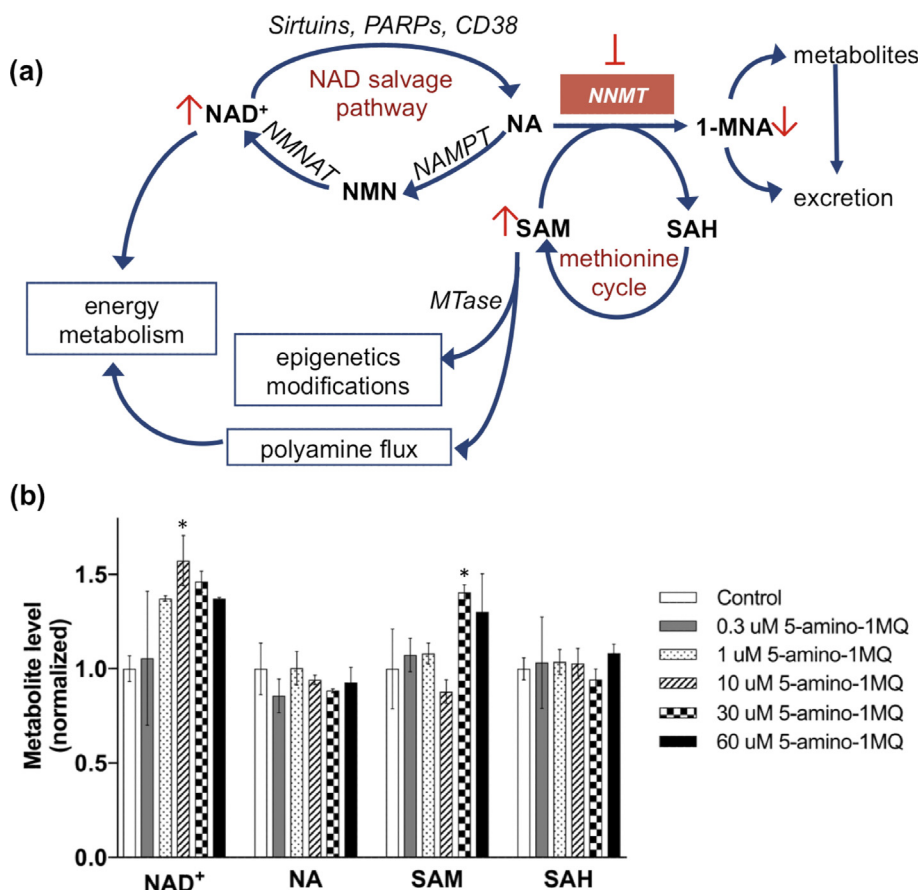 (a)
Sirtuins, PARPs, CD38
NAD salvage
pathway
NNMT
metabolites
NAD⁺
NA
1-MNA
NMNAT
NAMPT
NMN
excretion
SAM
SAH
methionine
cycle
MTase
energy
metabolism
epigenetics
modifications
polyamine flux
(b)
Metabolite level
(normalized)
1.5
1.0
0.5
0.0
*
*
NAD⁺
NA
SAM
SAH
Control
0.3 uM 5-amino-1MQ
1 uM 5-amino-1MQ
10 uM 5-amino-1MQ
30 uM 5-amino-1MQ
60 uM 5-amino-1MQ